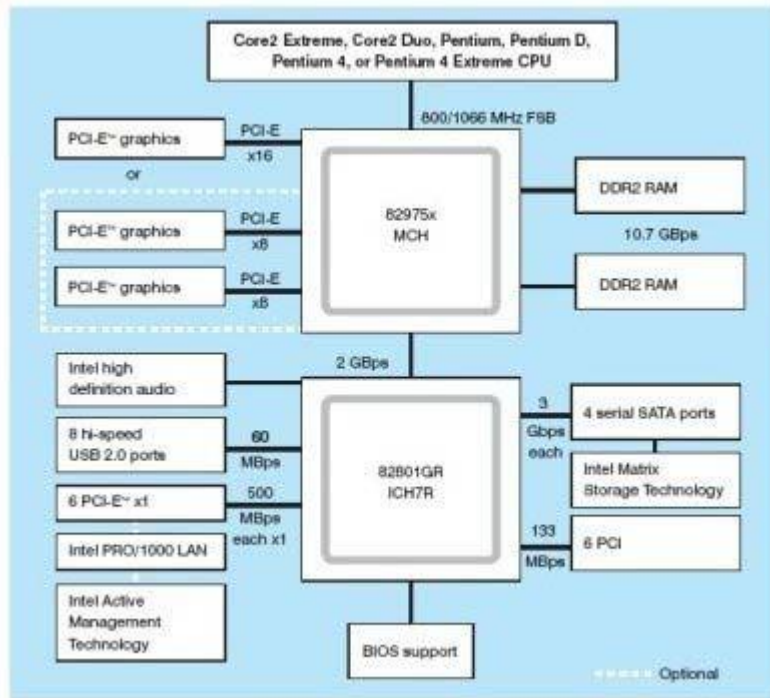 Core2 Extreme, Core2 Duo, Pentium, Pentium D,
Pentium 4, or Pentium 4 Extreme CPU
800/1066 MHz FSB
PCI-E™ graphics
PCI-E
x16
or
PCI-E™ graphics
PCI-E
x8
PCI-E™ graphics
PCI-E
x8
82975x
MCH
DDR2 RAM
10.7 GBps
DDR2 RAM
2 GBps
Intel high
definition audio
8 hi-speed
USB 2.0 ports
60
MBps
6 PCI-E™ x1
500
MBps
each x1
Intel PRO/1000 LAN
Intel Active
Management
Technology
82801GR
ICH7R
3
Gbps
each
4 serial SATA ports
Intel Matrix
Storage Technology
133
MBps
6 PCI
BIOS support
Optional